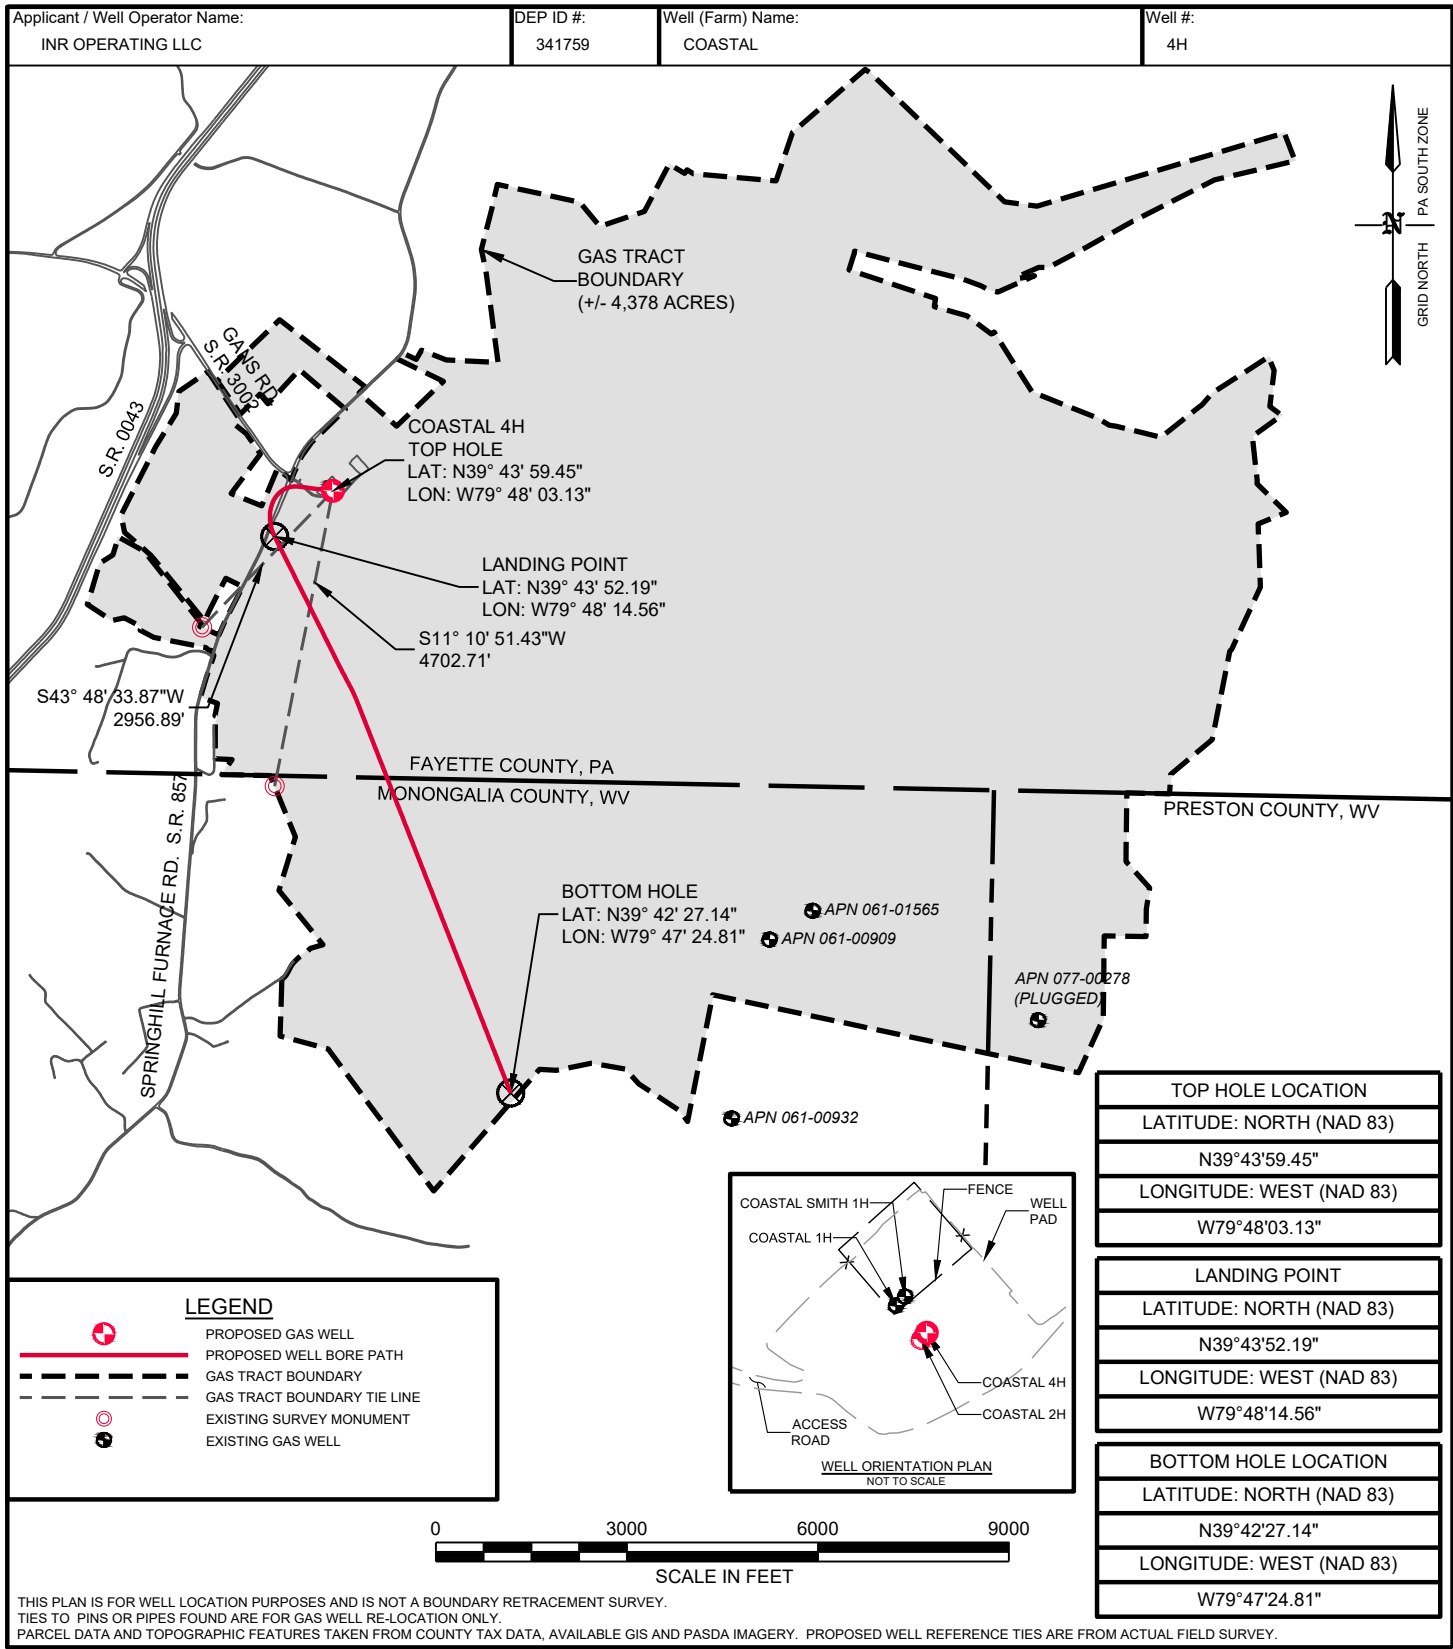 Applicant / Well Operator Name:
INR OPERATING LLC
DEP ID #:
341759
Well (Farm) Name:
COASTAL
Well #:
4H
PA SOUTH ZONE
N
GRID NORTH
GAS TRACT
BOUNDARY
(+/- 4,378 ACRES)
GANS RD.
S.R. 3002
S.R. 0043
COASTAL 4H
TOP HOLE
LAT: N39° 43' 59.45"
LON: W79° 48' 03.13"
LANDING POINT
LAT: N39° 43' 52.19"
LON: W79° 48' 14.56"
S11° 10' 51.43"W
4702.71'
S43° 48' 33.87"W
2956.89'
FAYETTE COUNTY, PA
MONONGALIA COUNTY, WV
PRESTON COUNTY, WV
SPRINGHILL FURNACE RD. S.R. 857
BOTTOM HOLE
LAT: N39° 42' 27.14"
LON: W79° 47' 24.81"
APN 061-01565
APN 061-00909
APN 077-00278
(PLUGGED)
APN 061-00932
TOP HOLE LOCATION
LATITUDE: NORTH (NAD 83)
N39°43'59.45"
LONGITUDE: WEST (NAD 83)
W79°48'03.13"
LANDING POINT
LATITUDE: NORTH (NAD 83)
N39°43'52.19"
LONGITUDE: WEST (NAD 83)
W79°48'14.56"
BOTTOM HOLE LOCATION
LATITUDE: NORTH (NAD 83)
N39°42'27.14"
LONGITUDE: WEST (NAD 83)
W79°47'24.81"
COASTAL SMITH 1H
FENCE
WELL
PAD
COASTAL 1H
COASTAL 4H
COASTAL 2H
ACCESS
ROAD
WELL ORIENTATION PLAN
NOT TO SCALE
LEGEND
PROPOSED GAS WELL
PROPOSED WELL BORE PATH
GAS TRACT BOUNDARY
GAS TRACT BOUNDARY TIE LINE
EXISTING SURVEY MONUMENT
EXISTING GAS WELL
0 3000 6000 9000
SCALE IN FEET
THIS PLAN IS FOR WELL LOCATION PURPOSES AND IS NOT A BOUNDARY RETRACEMENT SURVEY.
TIES TO PINS OR PIPES FOUND ARE FOR GAS WELL RE-LOCATION ONLY.
PARCEL DATA AND TOPOGRAPHIC FEATURES TAKEN FROM COUNTY TAX DATA, AVAILABLE GIS AND PASDA IMAGERY. PROPOSED WELL REFERENCE TIES ARE FROM ACTUAL FIELD SURVEY.